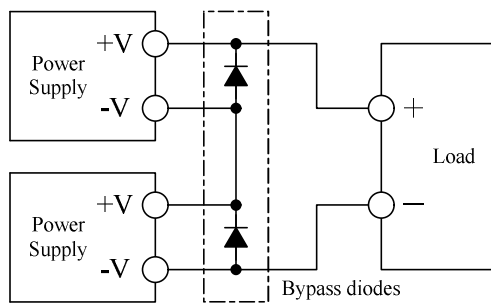 Power
Supply
+V
-V
Power
Supply
+V
-V
+
−
Load
Bypass diodes